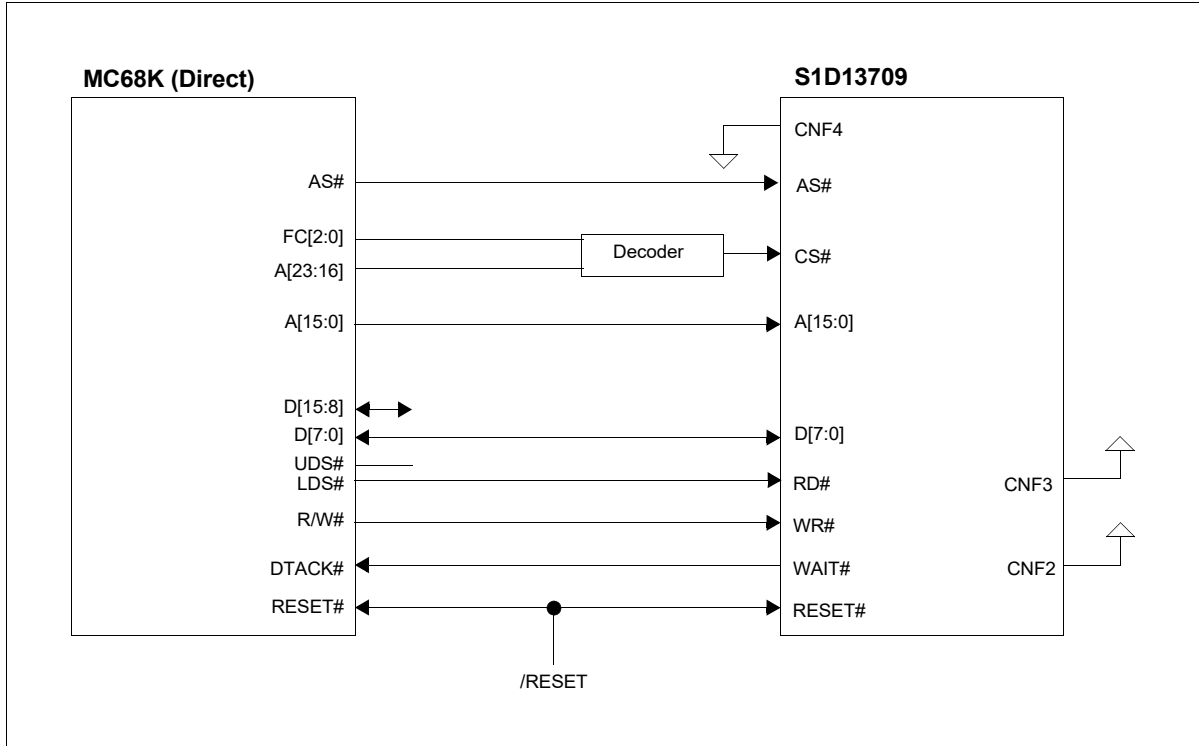 MC68K (Direct)
S1D13709
CNF4
AS#
AS#
FC[2:0]
Decoder
CS#
A[23:16]
A[15:0]
A[15:0]
D[15:8]
D[7:0]
D[7:0]
UDS#
LDS#
RD#
CNF3
R/W#
WR#
DTACK#
WAIT#
CNF2
RESET#
RESET#
/RESET